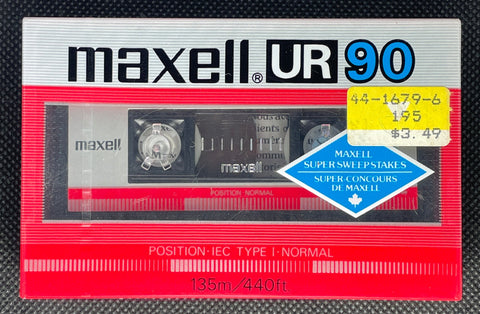 maxell® UR 90
44-1679-6
195
$3.49
maxell
maxell
POSITION·NORMAL
MAXELL
SUPER SWEEPSTAKES
SUPER-CONCOURS
DE MAXELL
POSITION·IEC TYPE I·NORMAL
135m/440ft